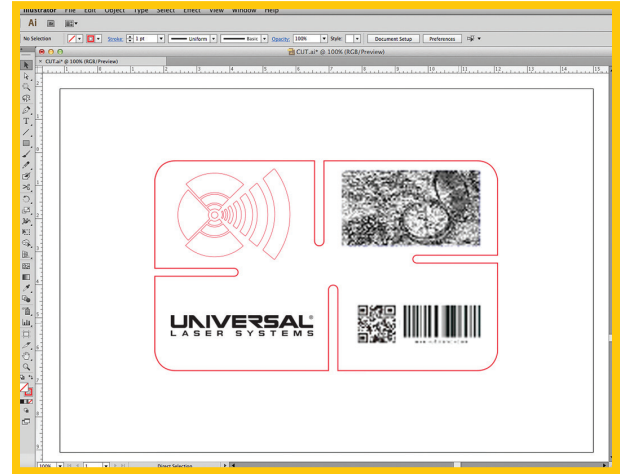 Illustrator File Edit Object Type Select Effect View Window Help
Ai Br
No Selection Stroke: 1 pt Uniform Basic Opacity: 100% Style: Document Setup Preferences
CUT.ai* @ 100% (RGB/Preview)
× CUT.ai* @ 100% (RGB/Preview)
UNIVERSAL®
LASER SYSTEMS
100% 1 Direct Selection